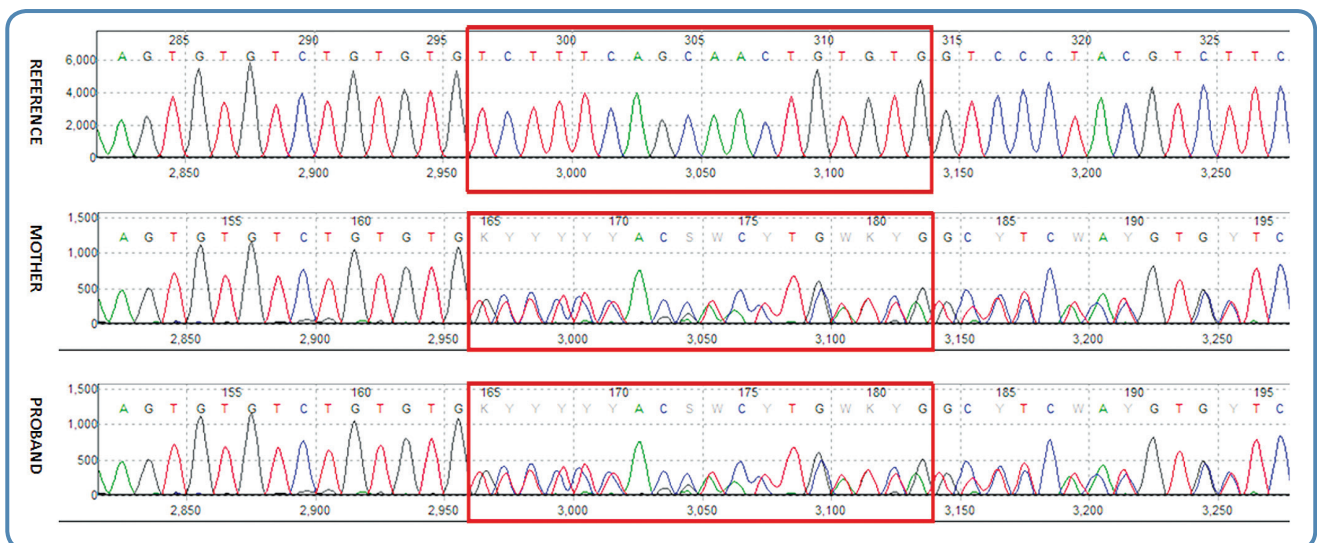 REFERENCE
285 290 295 300 305 310 315 320 325
A G T G T G T C T G T G T G T C T T T C A G C A A C T G T G T G G T C C C T A C G T C T T C
6,000
4,000
2,000
0
2,850 2,900 2,950 3,000 3,050 3,100 3,150 3,200 3,250
MOTHER
1,500 155 160 165 170 175 180 185 190 195
A G T G T G T C T G T G T G K Y Y Y Y Y A C S W C Y T G W K Y G G C Y T C W A Y G T G Y T C
1,000
500
0
2,850 2,900 2,950 3,000 3,050 3,100 3,150 3,200 3,250
PROBAND
1,500 155 160 165 170 175 180 185 190 195
A G T G T G T C T G T G T G K Y Y Y Y Y A C S W C Y T G W K Y G G C Y T C W A Y G T G Y T C
1,000
500
0
2,850 2,900 2,950 3,000 3,050 3,100 3,150 3,200 3,250